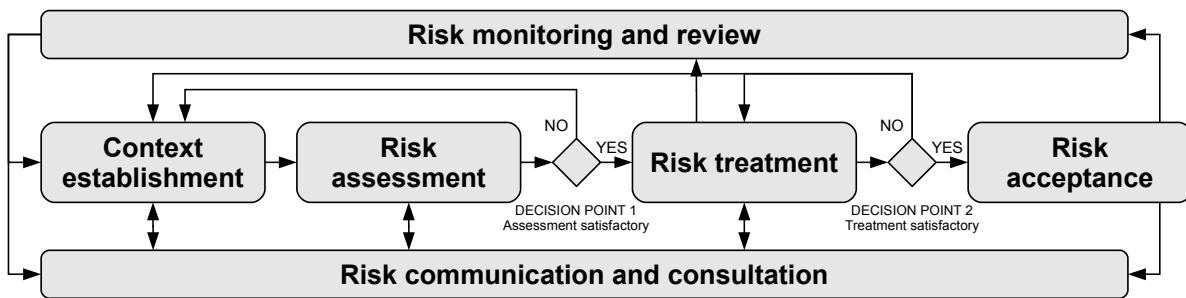 Risk monitoring and review
NO
NO
Context
establishment
Risk
assessment
YES
Risk treatment
YES
Risk
acceptance
DECISION POINT 1
Assessment satisfactory
DECISION POINT 2
Treatment satisfactory
Risk communication and consultation